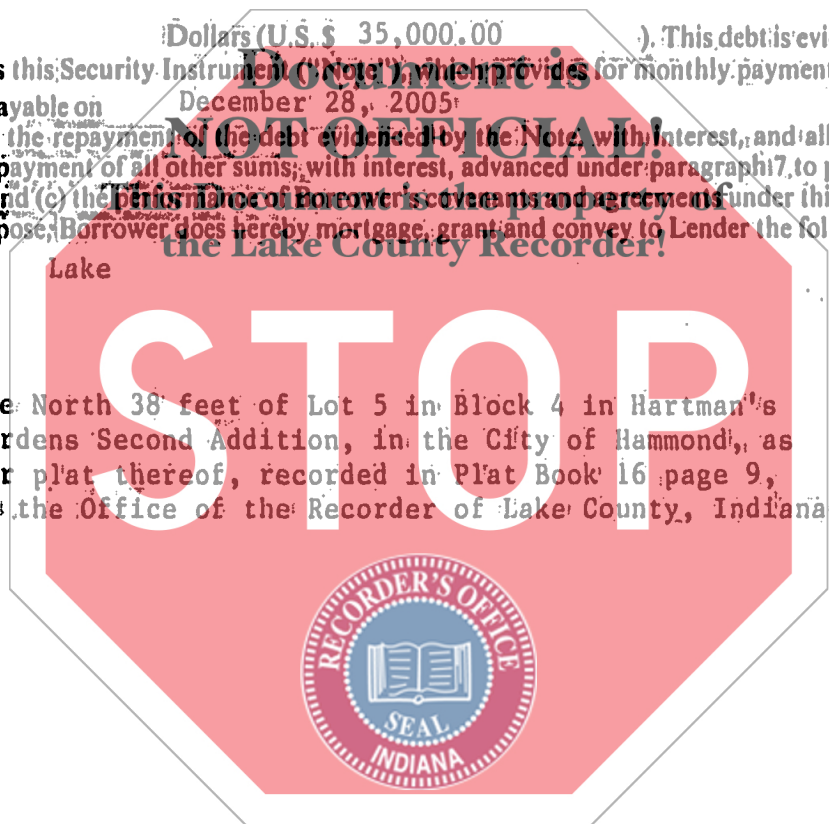 Dollars (U.S. $ 35,000.00 ). This debt is evi
s this Security Instrument ("Note"), which provides for monthly payment
ayable on December 28, 2005
the repayment of the debt evidenced by the Note, with interest, and all
payment of all other sums, with interest, advanced under paragraph 7, to p
nd (c) the performance of Borrower's covenants and agreements under thi
pose, Borrower does hereby mortgage, grant and convey to Lender the fol
Lake
Document is
NOT OFFICIAL!
This Document is the property of
the Lake County Recorder!
STOP
e North 38 feet of Lot 5 in Block 4 in Hartman's
rdens Second Addition, in the City of Hammond, as
r plat thereof, recorded in Plat Book 16 page 9,
the Office of the Recorder of Lake County, Indiana
RECORDER'S OFFICE
SEAL
INDIANA